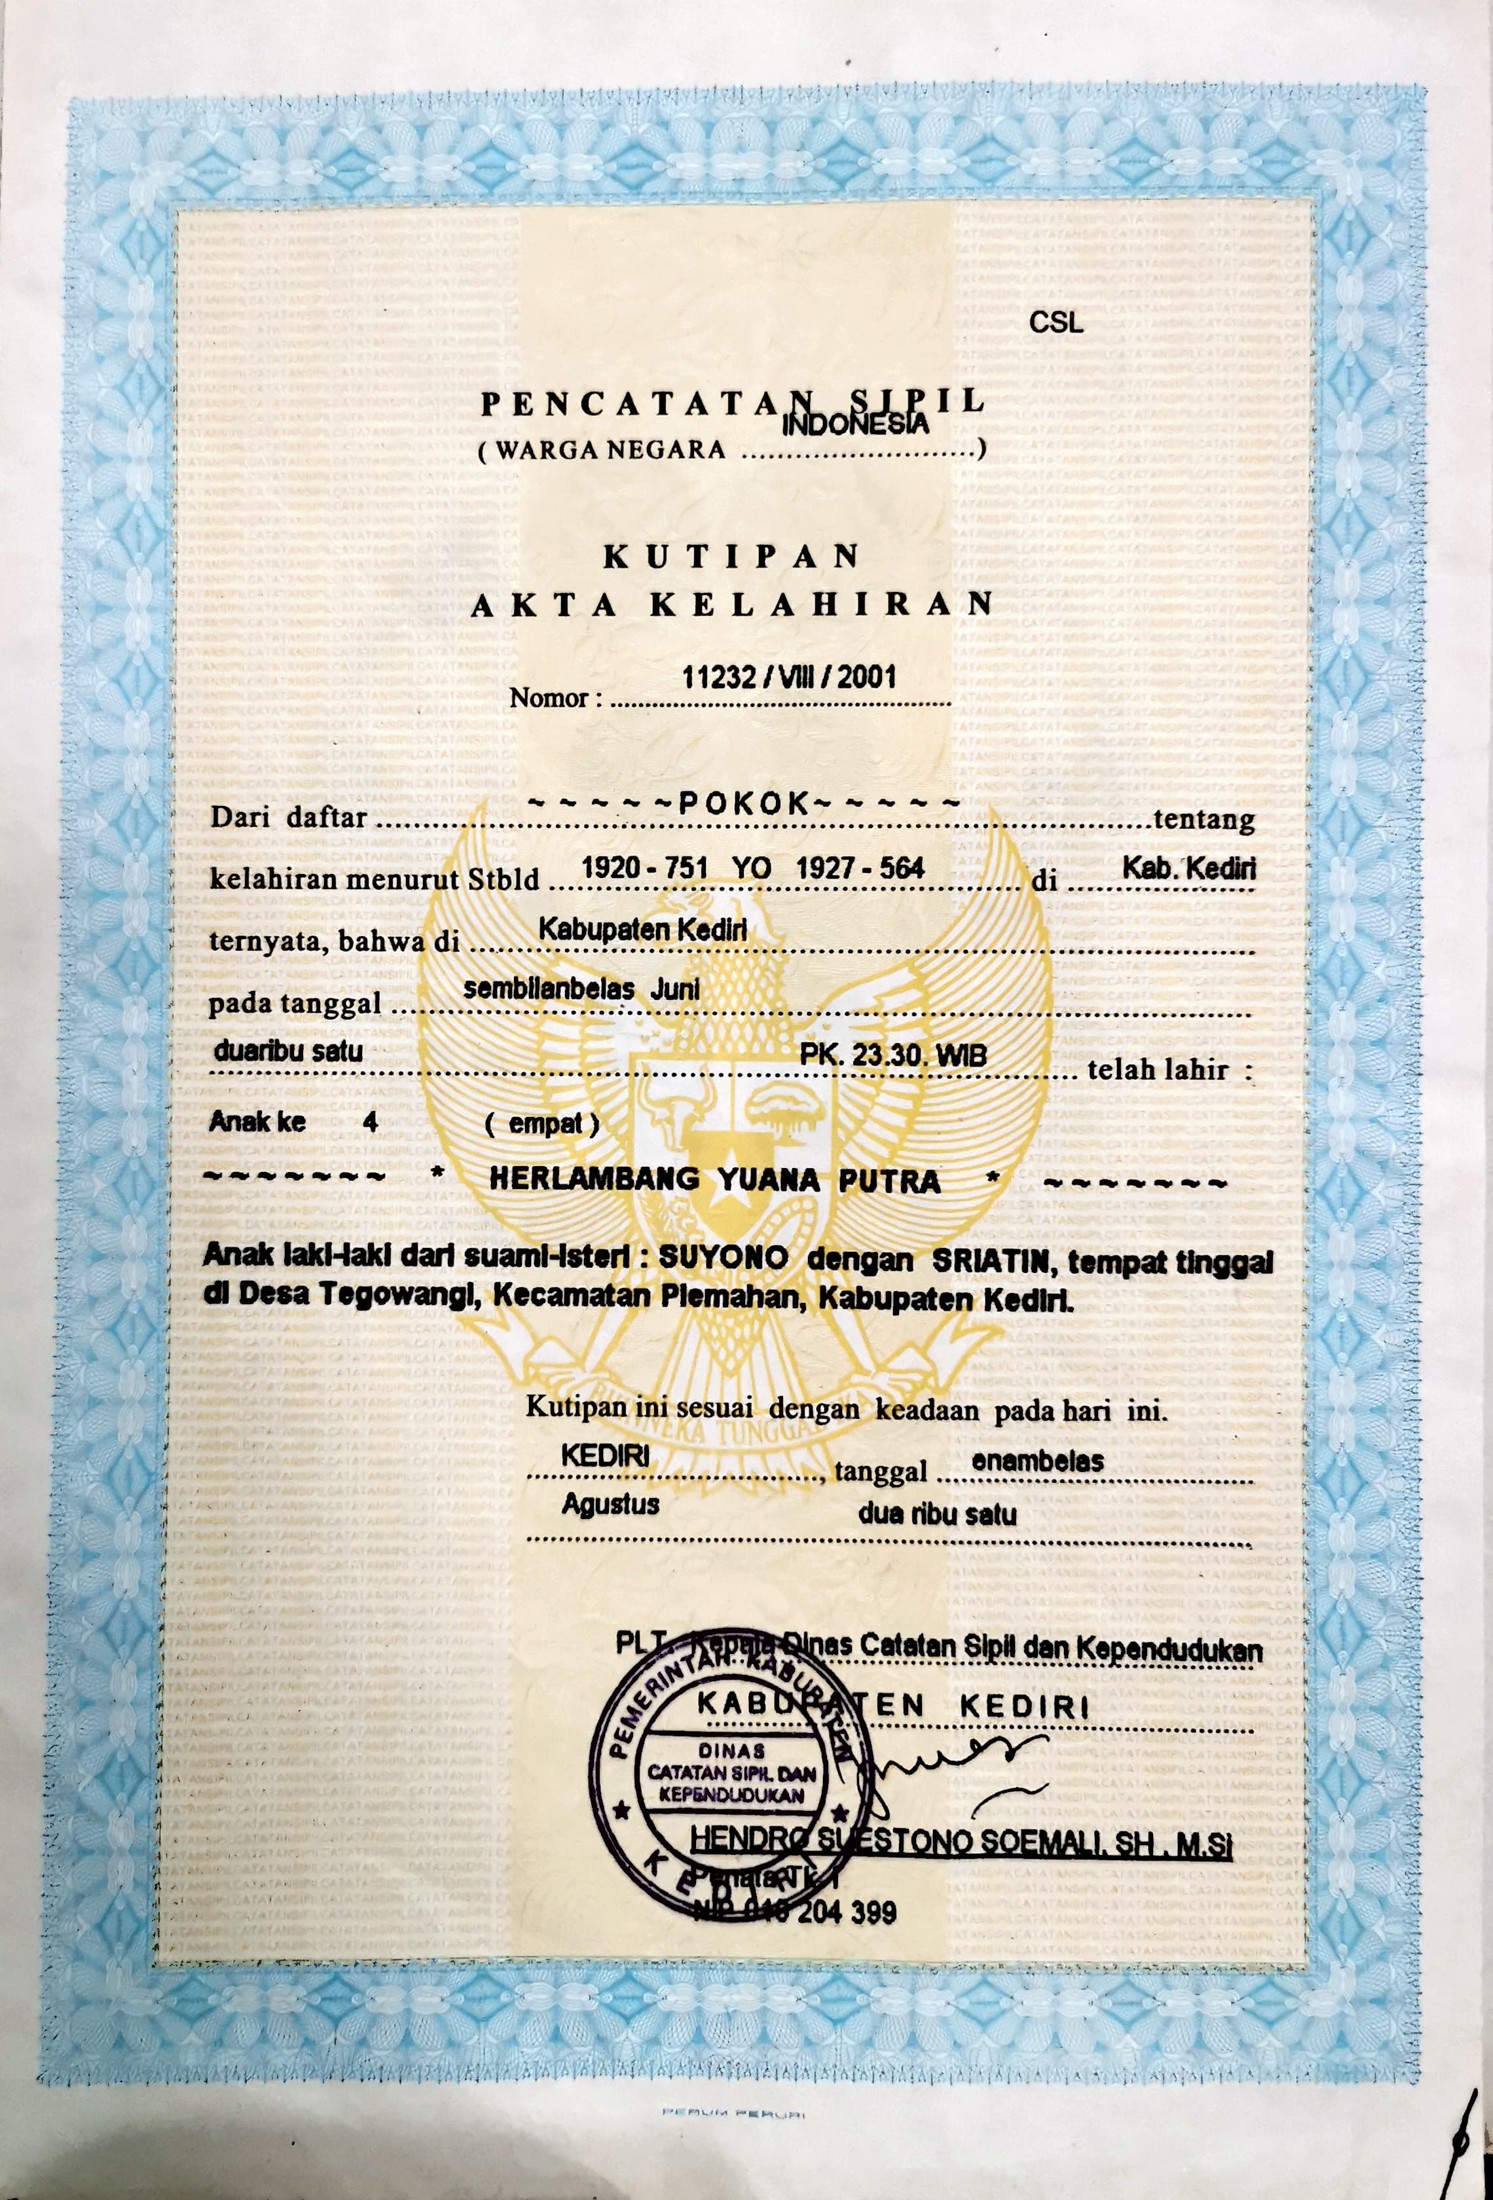 CSL
PENCATATAN SIPIL
INDONESIA
( WARGA NEGARA ..........................)
KUTIPAN
AKTA KELAHIRAN
Nomor : 11232 / VIII / 2001
Dari daftar ~ ~ ~ ~ ~ POKOK ~ ~ ~ ~ ~ tentang
kelahiran menurut Stbld 1920 - 751 YO 1927 - 564 di Kab. Kediri
ternyata, bahwa di Kabupaten Kediri
pada tanggal sembilanbelas Juni
duaribu satu PK. 23.30. WIB telah lahir :
Anak ke 4 ( empat )
~ ~ ~ ~ ~ ~ ~ * HERLAMBANG YUANA PUTRA * ~ ~ ~ ~ ~ ~ ~
Anak laki-laki dari suami-isteri : SUYONO dengan SRIATIN, tempat tinggal
di Desa Tegowangi, Kecamatan Plemahan, Kabupaten Kediri.
Kutipan ini sesuai dengan keadaan pada hari ini.
KEDIRI, tanggal enambelas
Agustus dua ribu satu
PLT. Kepala Dinas Catatan Sipil dan Kependudukan
KABUPATEN KEDIRI
PEMERINTAH KABUPATEN
DINAS
CATATAN SIPIL DAN
KEPENDUDUKAN
KEDIRI
HENDRO SUESTONO SOEMALI. SH . M.Si
Penata Tk I
NIP. 010 204 399
PERUM PERURI